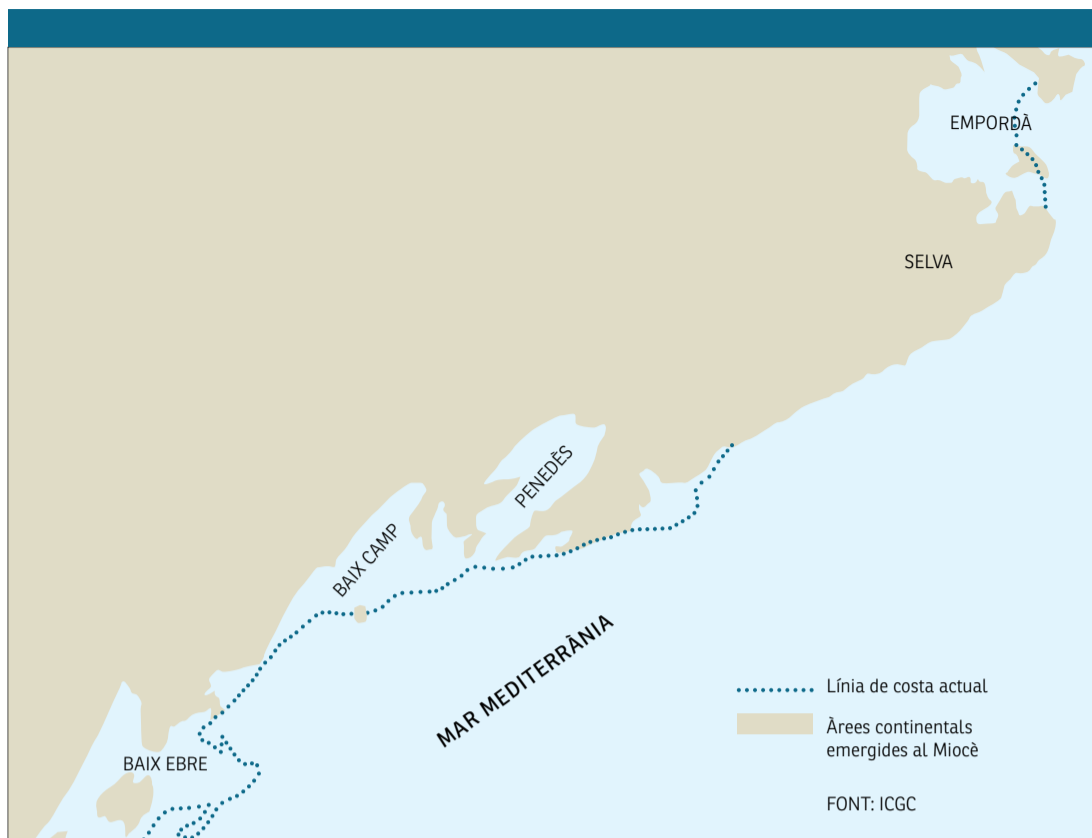 EMPORDÀ
SELVA
PENEDÈS
BAIX CAMP
MAR MEDITERRÀNIA
BAIX EBRE
Línia de costa actual
Àrees continentals
emergides al Miocè
FONT: ICGC